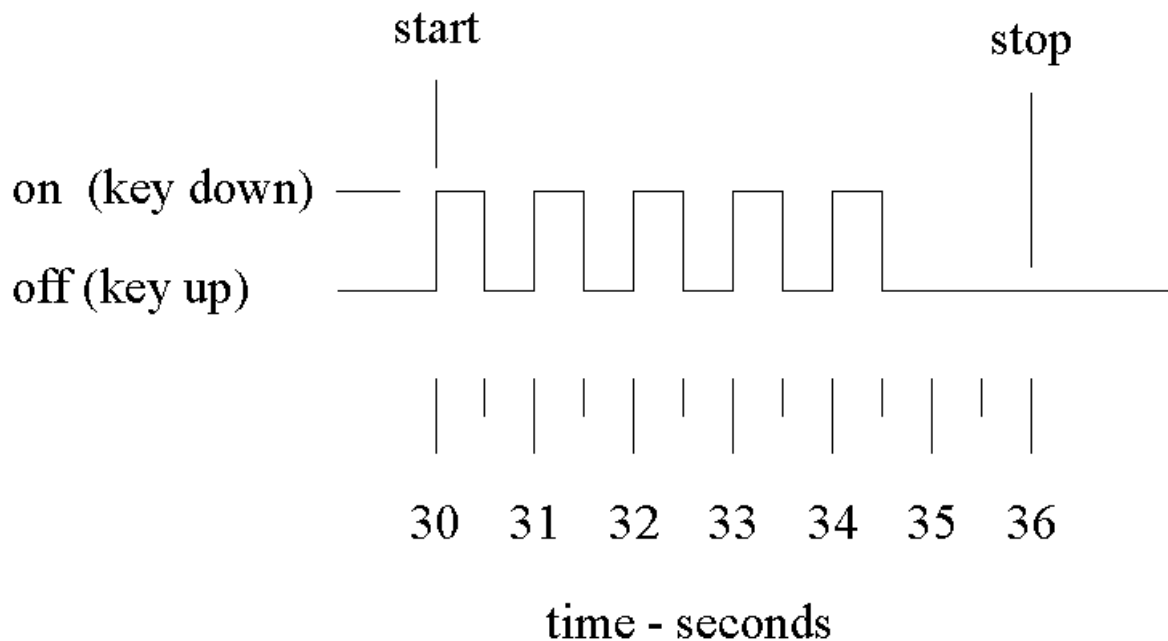 start
stop
on (key down)
off (key up)
30 31 32 33 34 35 36
time - seconds